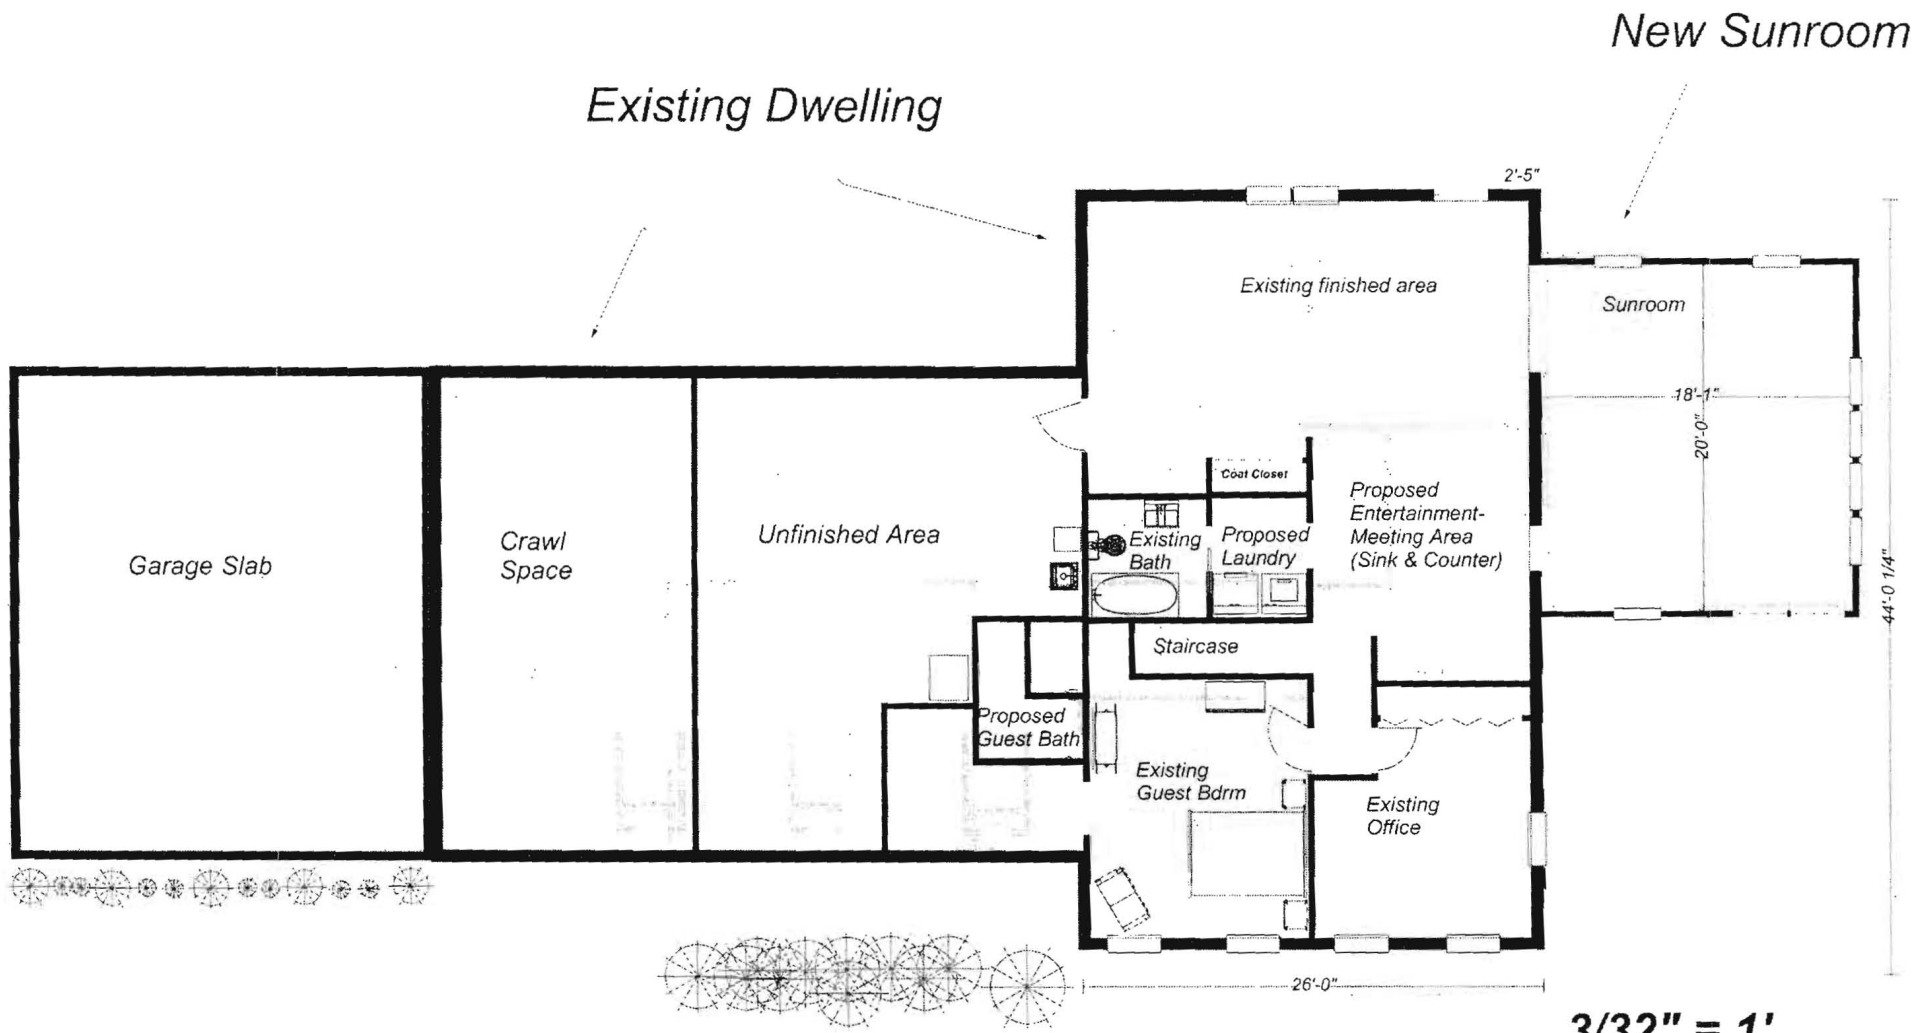 New Sunroom
Existing Dwelling
2'-5"
Existing finished area
Sunroom
18'-1"
20'-0"
44'-0 1/4"
Coat Closet
Proposed
Entertainment-
Meeting Area
(Sink & Counter)
Existing
Bath
Proposed
Laundry
Unfinished Area
Crawl
Space
Garage Slab
Staircase
Proposed
Guest Bath
Existing
Guest Bdrm
Existing
Office
26'-0"
3/32" = 1'